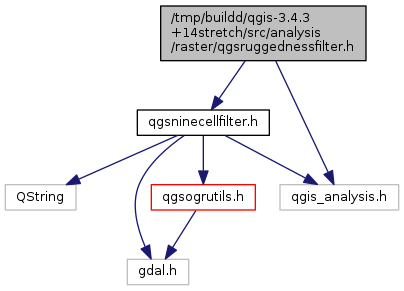 /tmp/buildd/qgis-3.4.3
+14stretch/src/analysis
/raster/qgsruggednessfilter.h
qgsninecellfilter.h
QString
qgsogrutils.h
qgis_analysis.h
gdal.h